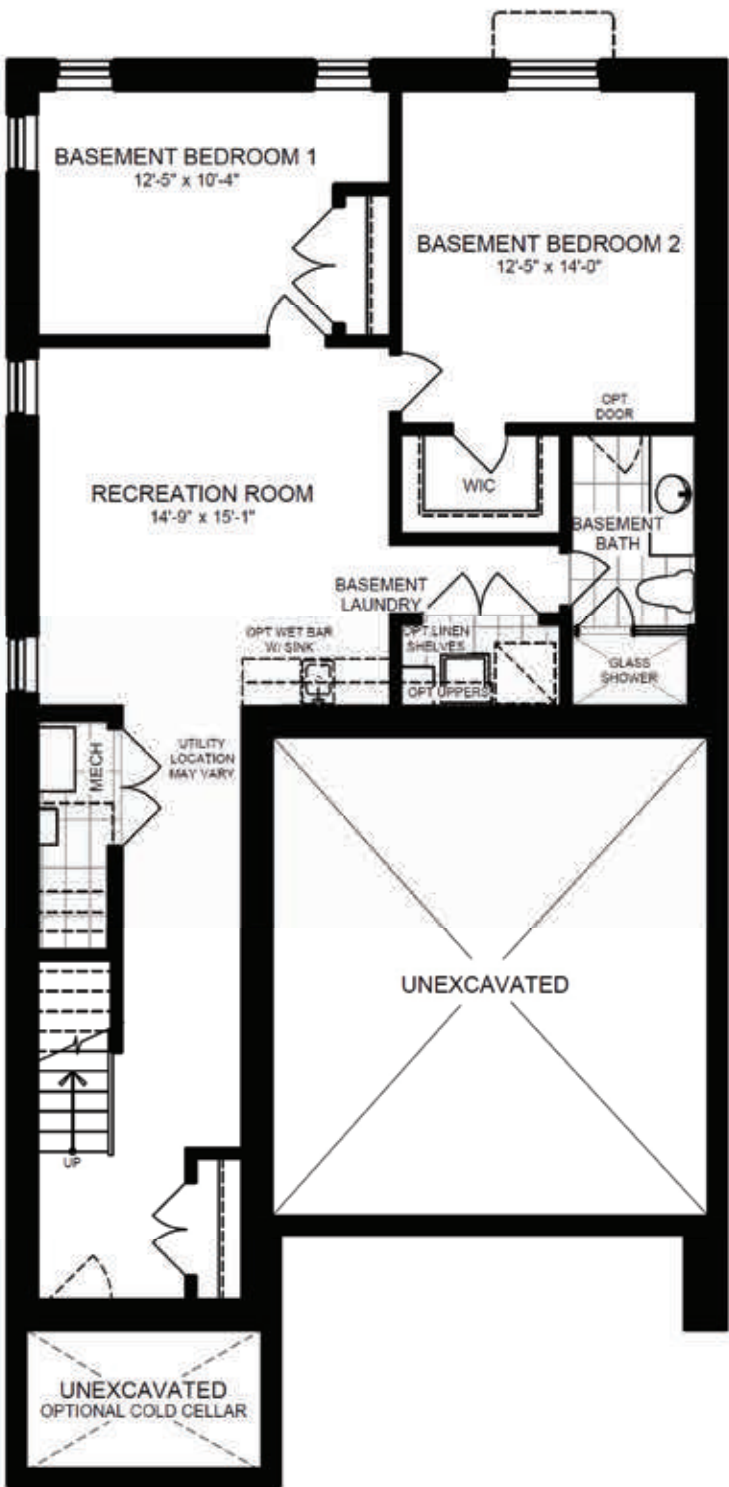 BASEMENT BEDROOM 1
12'-5" x 10'-4"
BASEMENT BEDROOM 2
12'-5" x 14'-0"
OPT
DOOR
RECREATION ROOM
14'-9" x 15'-1"
WIC
BASEMENT
BATH
BASEMENT
LAUNDRY
OPT WET BAR
W/ SINK
OPT LINEN
SHELVES
OPT UPPERS
GLASS
SHOWER
MECH
UTILITY
LOCATION
MAY VARY
UNEXCAVATED
UP
UNEXCAVATED
OPTIONAL COLD CELLAR